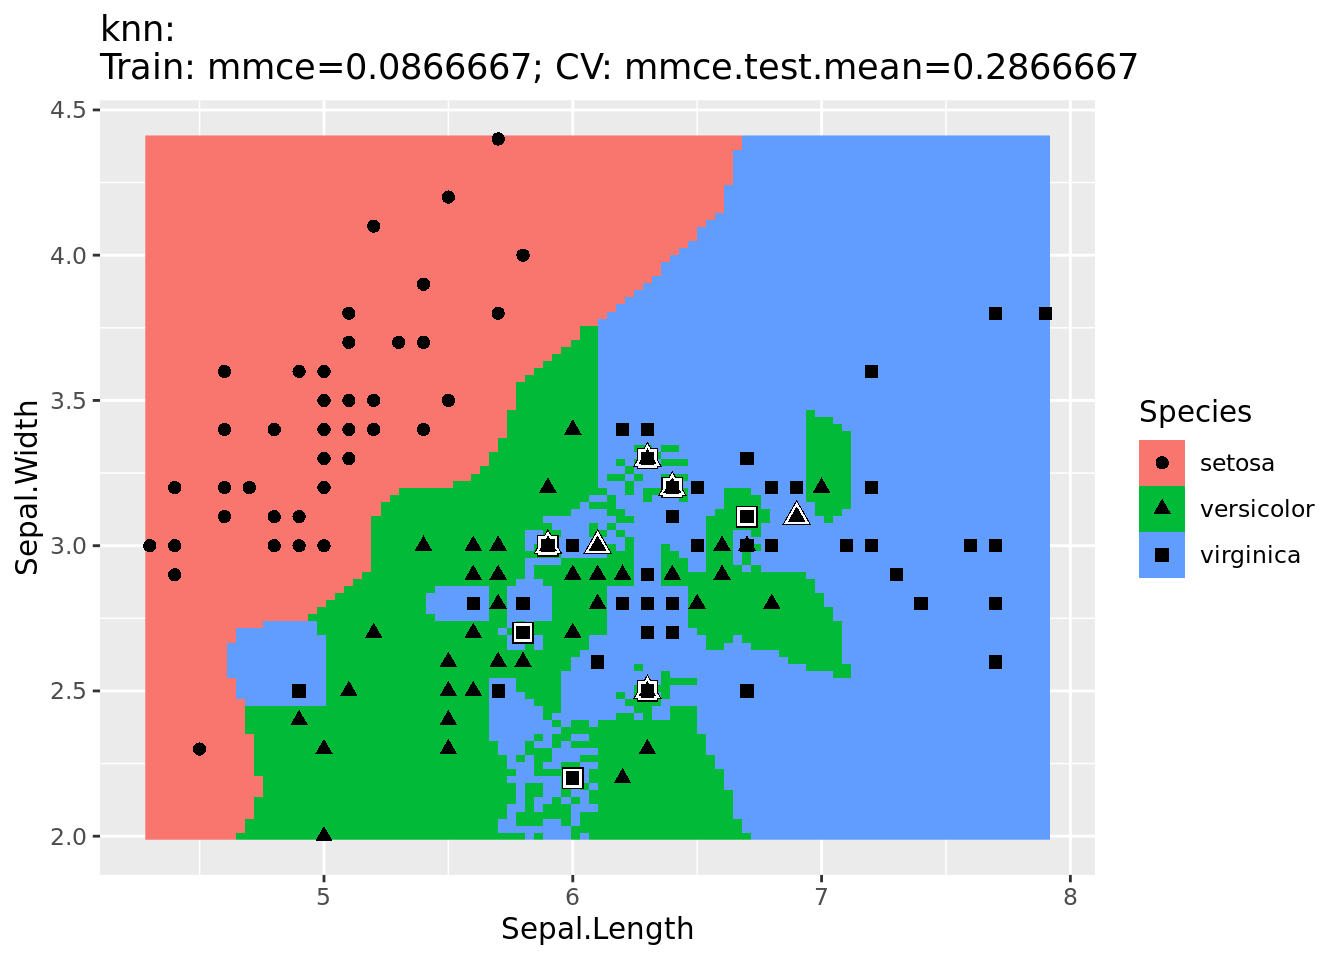 knn:
Train: mmce=0.0866667; CV: mmce.test.mean=0.2866667
4.5
4.0
3.5
3.0
2.5
2.0
Sepal.Width
5
6
7
8
Sepal.Length
Species
setosa
versicolor
virginica